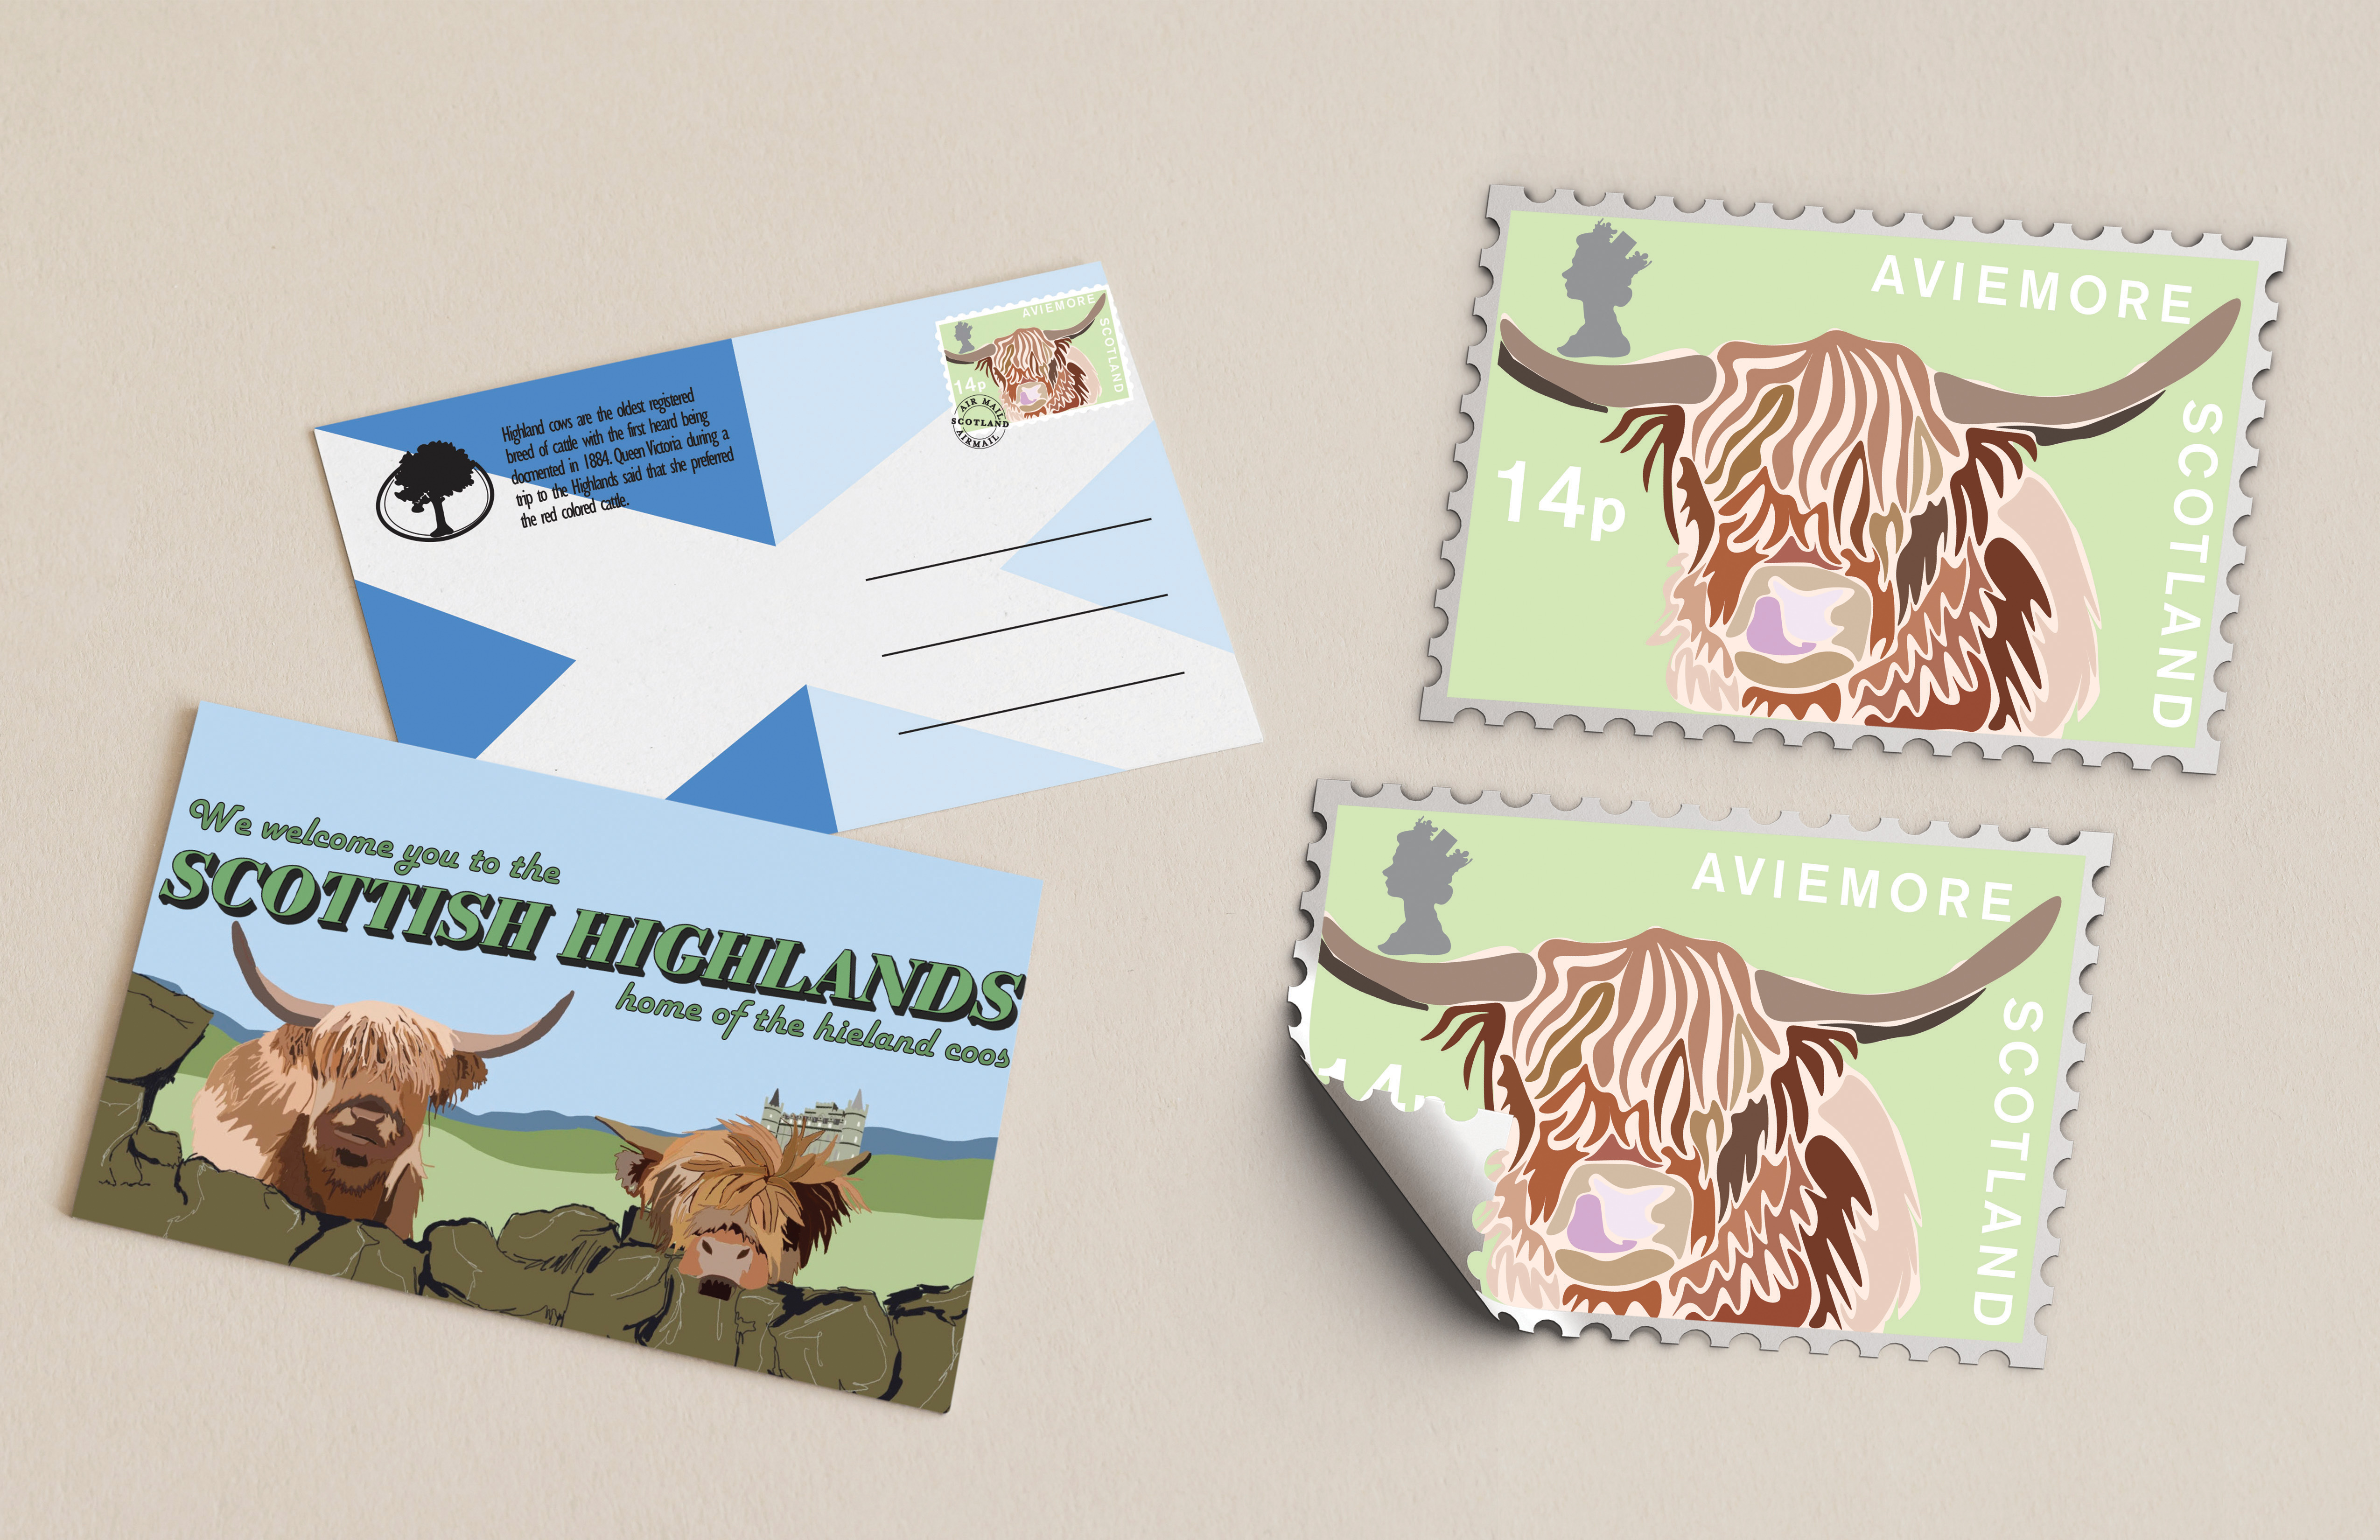 Highland cows are the oldest registered
breed of cattle with the first heard being
docmented in 1884. Queen Victoria during a
trip to the Highlands said that she preferred
the red colored cattle.
AVIEMORE
SCOTLAND
14p
AIR MAIL
SCOTLAND
AIRMAIL
We welcome you to the
SCOTTISH HIGHLANDS
home of the hieland coos
AVIEMORE
14p
SCOTLAND
AVIEMORE
SCOTLAND